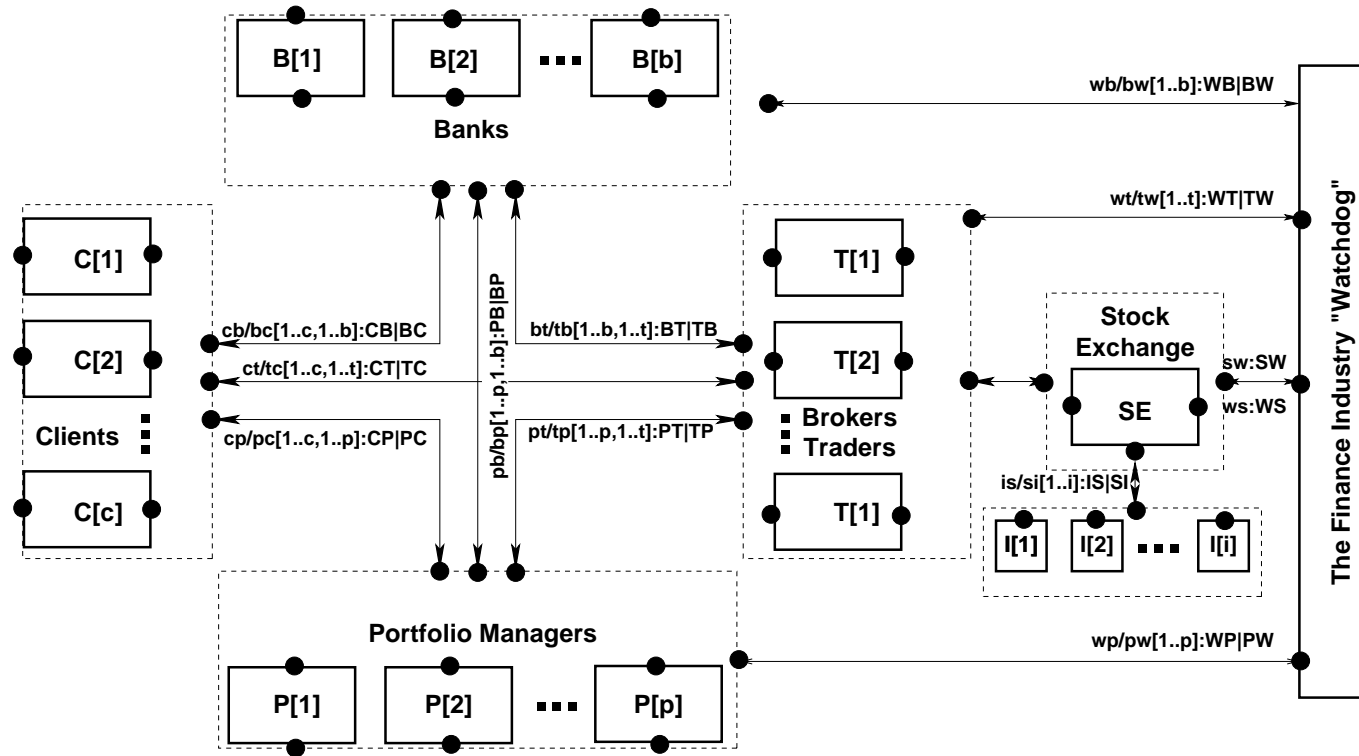 B[1]
B[2]
B[b]
Banks
wb/bw[1..b]:WB|BW
wt/tw[1..t]:WT|TW
C[1]
C[2]
Clients
C[c]
cb/bc[1..c,1..b]:CB|BC
ct/tc[1..c,1..t]:CT|TC
cp/pc[1..c,1..p]:CP|PC
pb/bp[1..p,1..b]:PB|BP
bt/tb[1..b,1..t]:BT|TB
pt/tp[1..p,1..t]:PT|TP
T[1]
T[2]
Brokers
Traders
T[1]
Stock
Exchange
SE
sw:SW
ws:WS
is/si[1..i]:IS|SI
I[1]
I[2]
I[i]
The Finance Industry "Watchdog"
Portfolio Managers
wp/pw[1..p]:WP|PW
P[1]
P[2]
P[p]